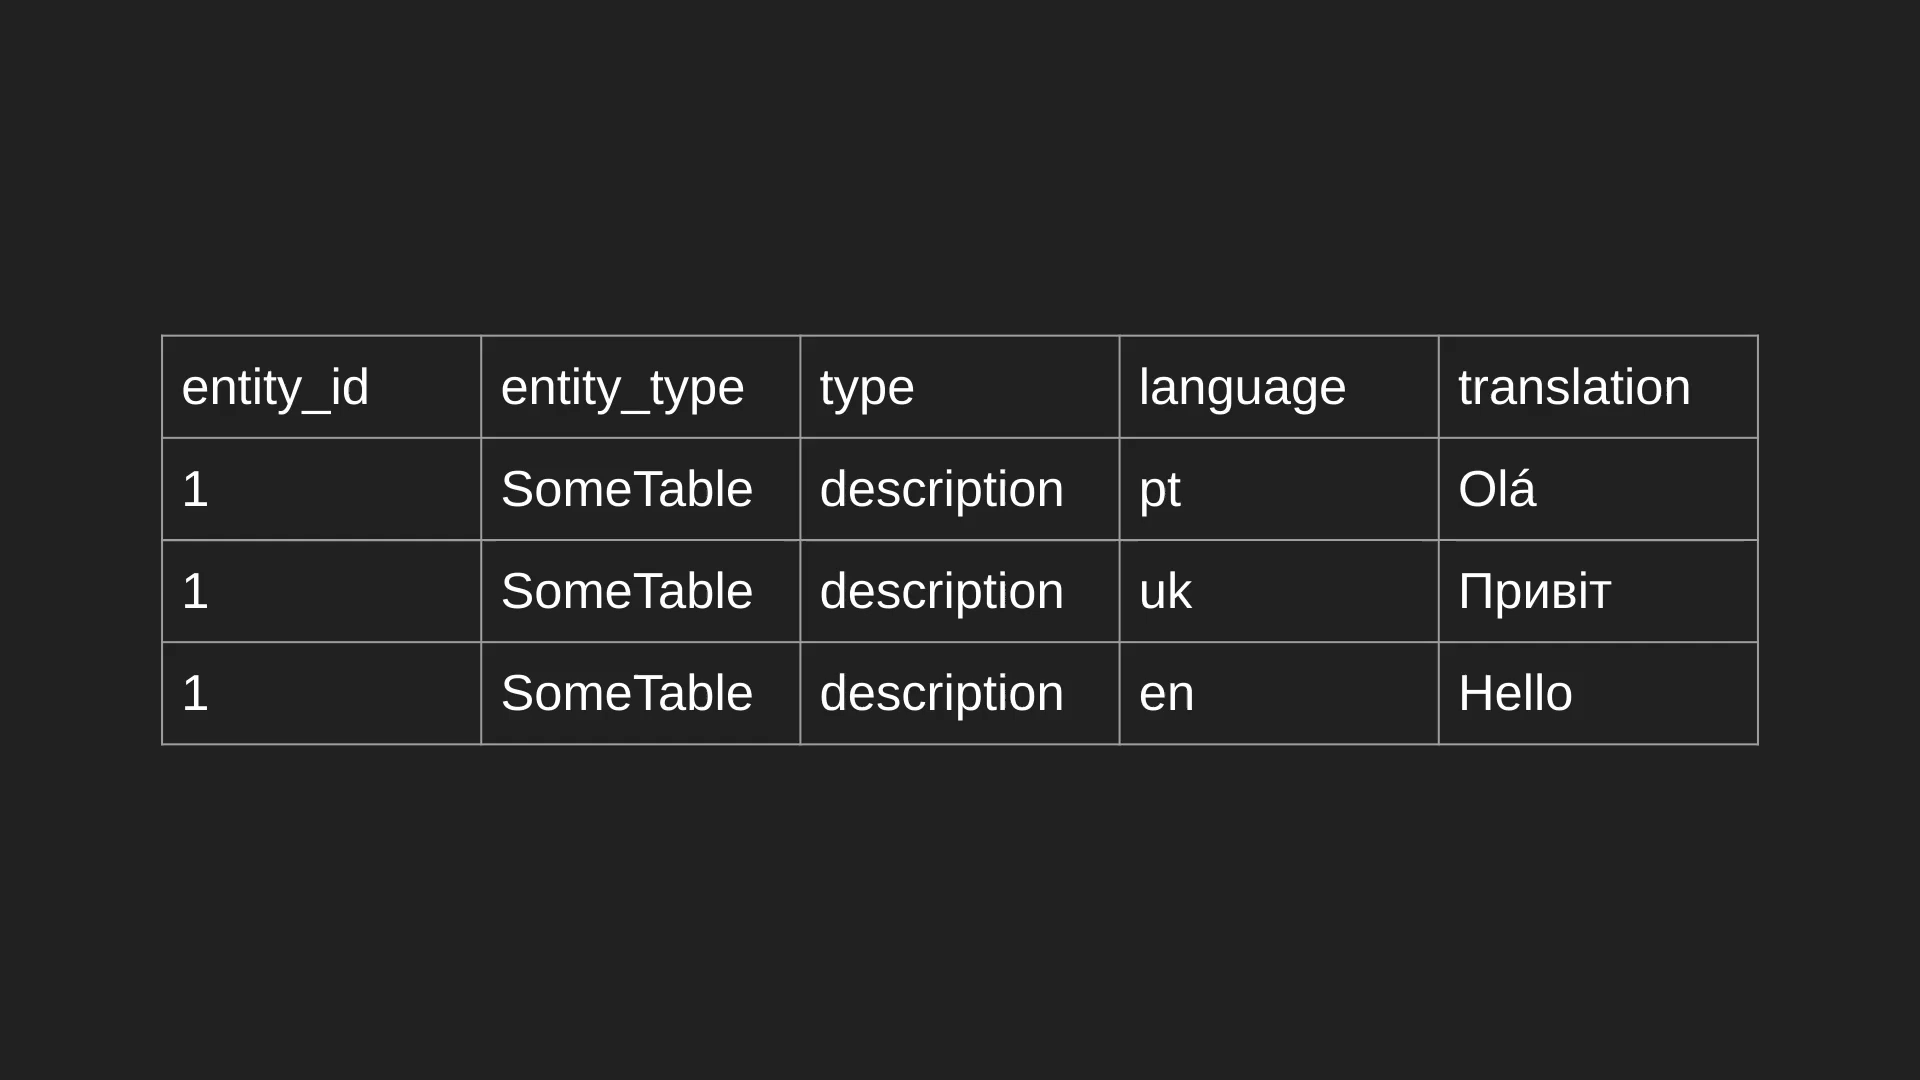 entity_id entity_type type language translation
1 SomeTable description pt Olá
1 SomeTable description uk Привіт
1 SomeTable description en Hello